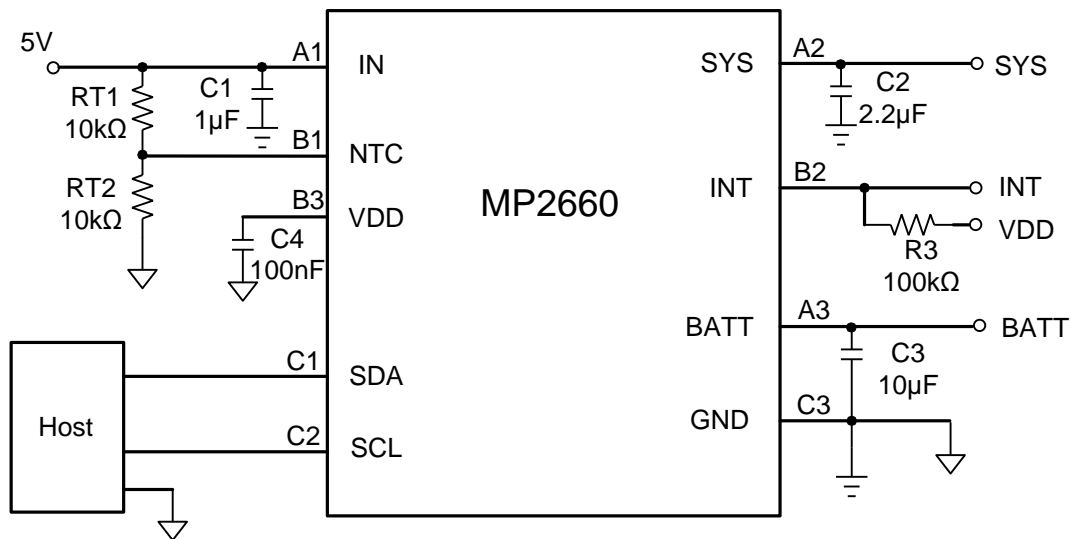 5V
A1
IN
RT1
10kΩ
C1
1µF
B1
NTC
RT2
10kΩ
B3
VDD
C4
100nF
Host
C1
SDA
C2
SCL
MP2660
SYS
A2
SYS
C2
2.2µF
INT
B2
INT
VDD
R3
100kΩ
BATT
A3
BATT
C3
10µF
GND
C3